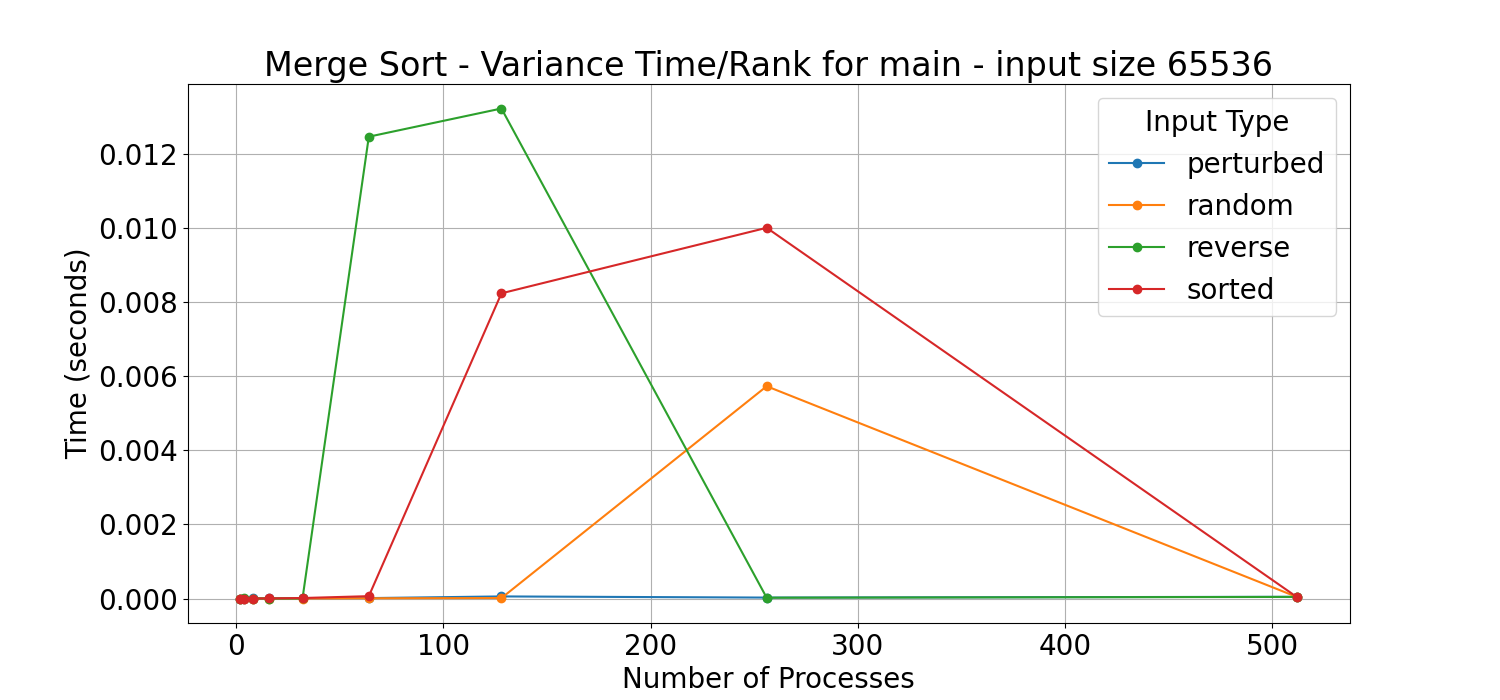 Merge Sort - Variance Time/Rank for main - input size 65536
Input Type
perturbed
random
reverse
sorted
0.012
0.010
0.008
0.006
0.004
0.002
0.000
Time (seconds)
0 100 200 300 400 500
Number of Processes